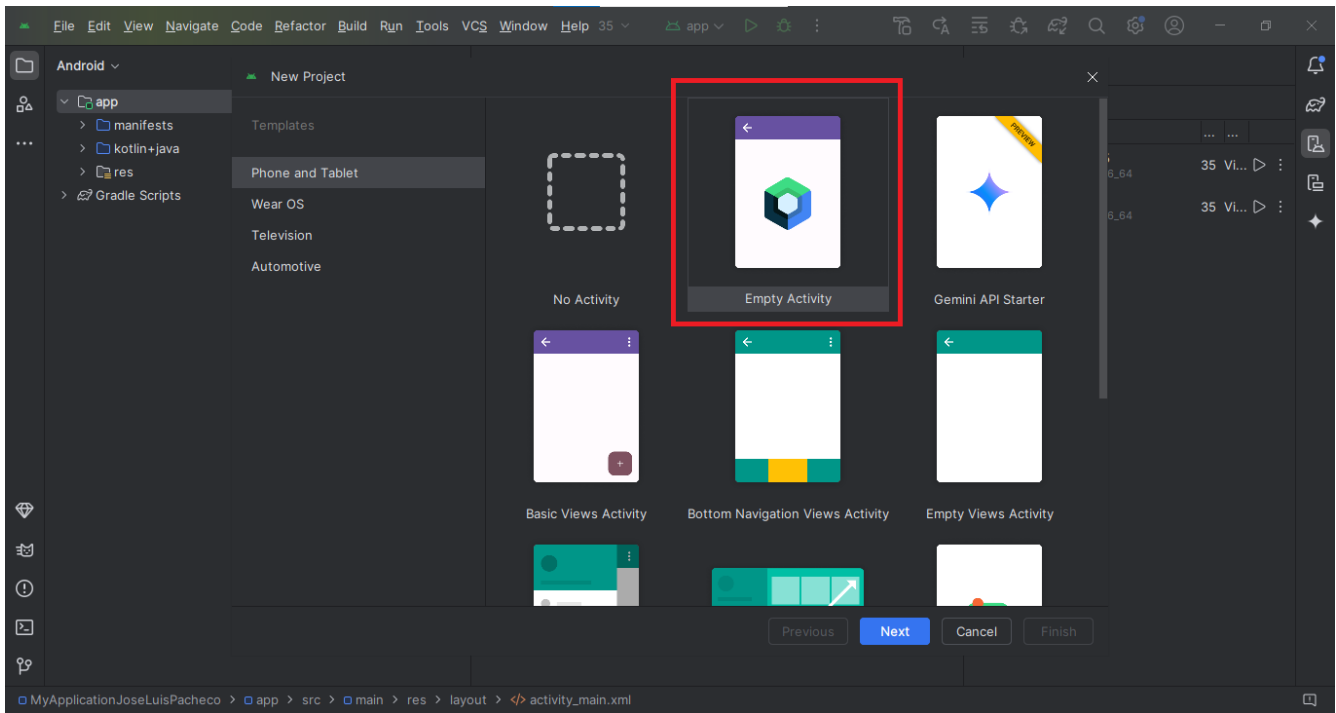 File Edit View Navigate Code Refactor Build Run Tools VCS Window Help 35 app
Android
app
manifests
kotlin+java
res
Gradle Scripts
New Project
Templates
Phone and Tablet
Wear OS
Television
Automotive
No Activity
Empty Activity
PREVIEW
Gemini API Starter
Basic Views Activity
Bottom Navigation Views Activity
Empty Views Activity
... ...
6_64 35 Vi...
6_64 35 Vi...
Previous Next Cancel Finish
MyApplicationJoseLuisPacheco > app > src > main > res > layout > activity_main.xml